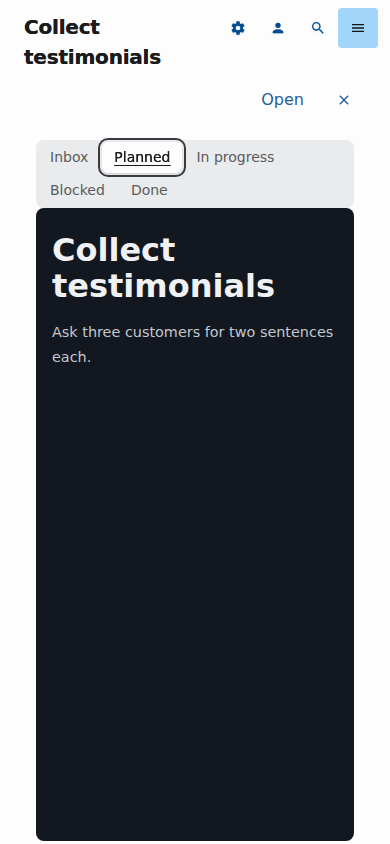 Collect
testimonials
Open
Inbox Planned In progress
Blocked Done
Collect
testimonials
Ask three customers for two sentences
each.